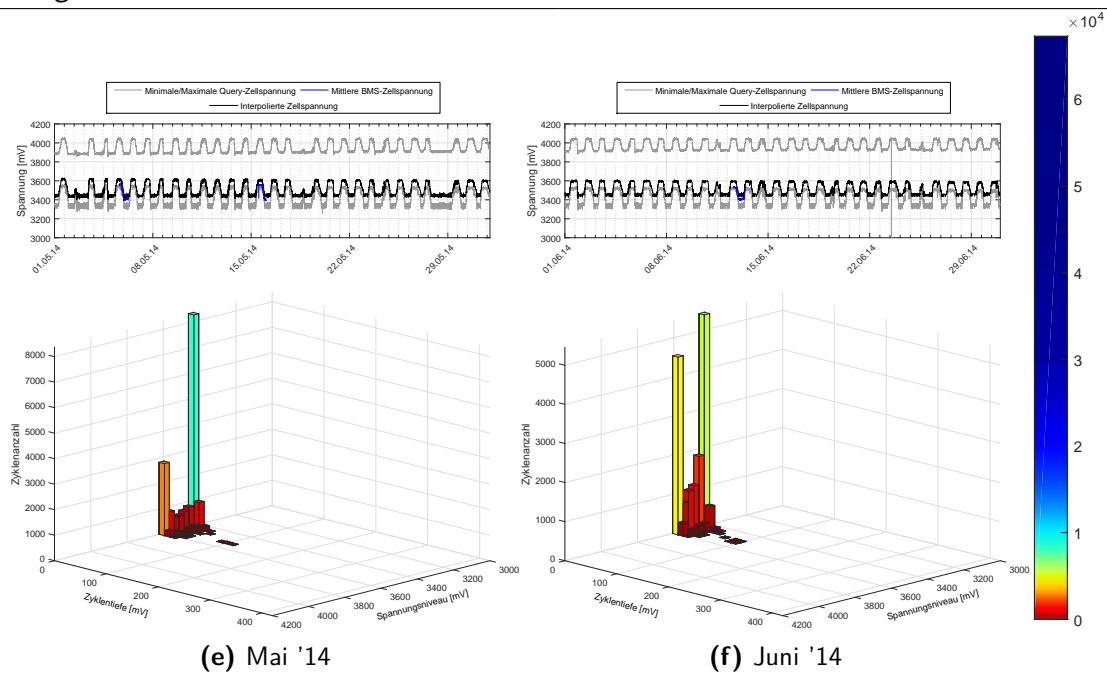 ×10⁴
Minimale/Maximale Query-Zellspannung Mittlere BMS-Zellspannung
Interpolierte Zellspannung
Minimale/Maximale Query-Zellspannung Mittlere BMS-Zellspannung
Interpolierte Zellspannung
Spannung [mV]
4200
4000
3800
3600
3400
3200
3000
01.05.14 08.05.14 15.05.14 22.05.14 29.05.14
Spannung [mV]
4200
4000
3800
3600
3400
3200
3000
01.06.14 08.06.14 15.06.14 22.06.14 29.06.14
Zyklenanzahl
8000
7000
6000
5000
4000
3000
2000
1000
0
0 100 200 300 400
Zyklentiefe [mV]
4200 4000 3800 3600 3400 3200 3000
Spannungsniveau [mV]
Zyklenanzahl
5000
4000
3000
2000
1000
0
0 100 200 300 400
Zyklentiefe [mV]
4200 4000 3800 3600 3400 3200 3000
Spannungsniveau [mV]
6
5
4
3
2
1
0
(e) Mai '14
(f) Juni '14